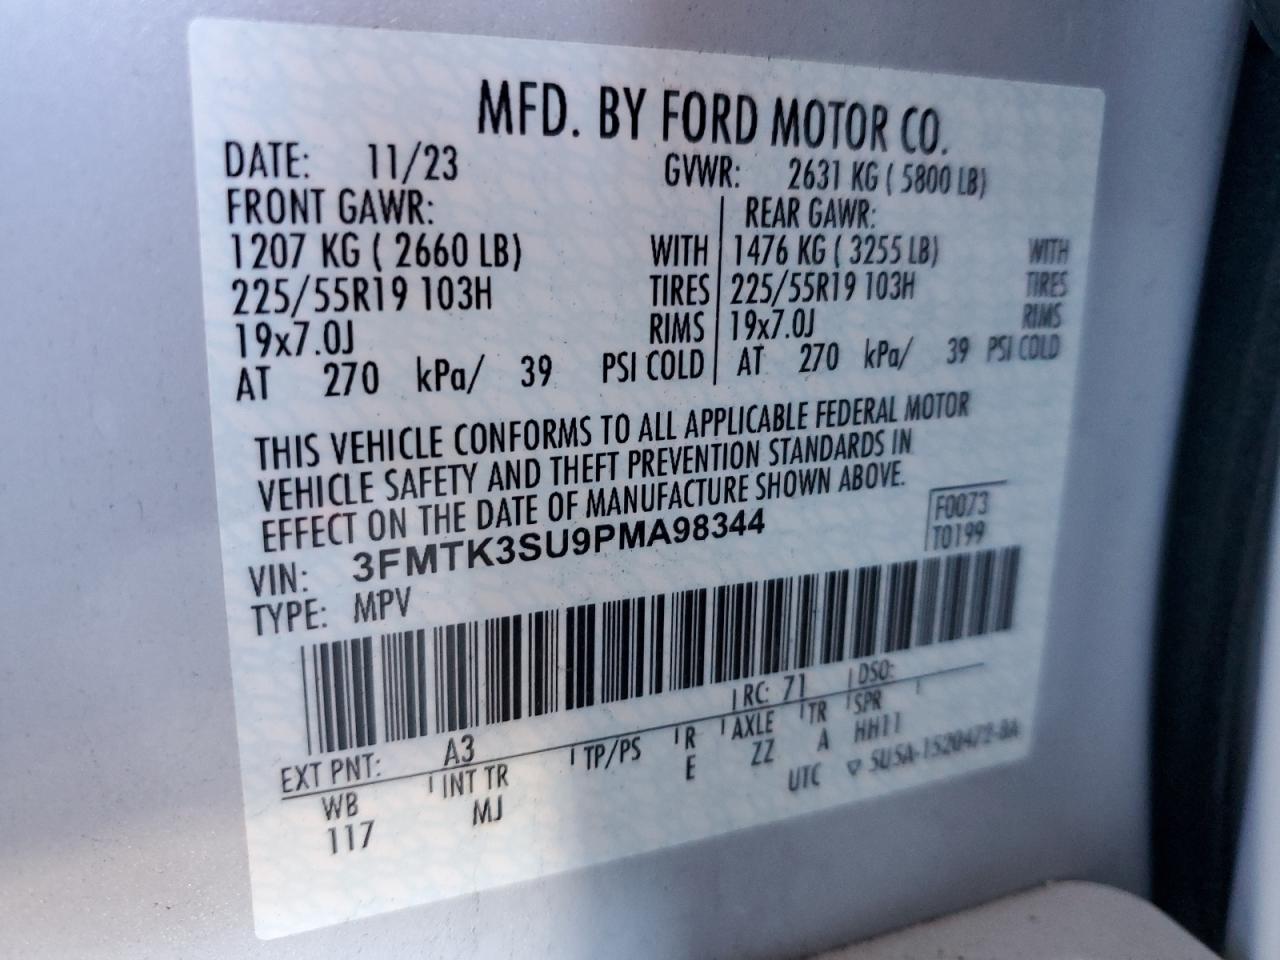 MFD. BY FORD MOTOR CO.
DATE: 11/23 GVWR: 2631 KG ( 5800 LB)
FRONT GAWR: REAR GAWR:
1207 KG ( 2660 LB) WITH 1476 KG ( 3255 LB) WITH
225/55R19 103H TIRES 225/55R19 103H TIRES
19x7.0J RIMS 19x7.0J RIMS
AT 270 kPa/ 39 PSI COLD AT 270 kPa/ 39 PSI COLD
THIS VEHICLE CONFORMS TO ALL APPLICABLE FEDERAL MOTOR
VEHICLE SAFETY AND THEFT PREVENTION STANDARDS IN
EFFECT ON THE DATE OF MANUFACTURE SHOWN ABOVE.
F0073
T0199
VIN: 3FMTK3SU9PMA98344
TYPE: MPV
RC: 71 DSO:
EXT PNT: A3
WB INT TR TP/PS R AXLE TR SPR
117 MJ E ZZ A HH11
UTC ▽ SU5A-1520472-BA